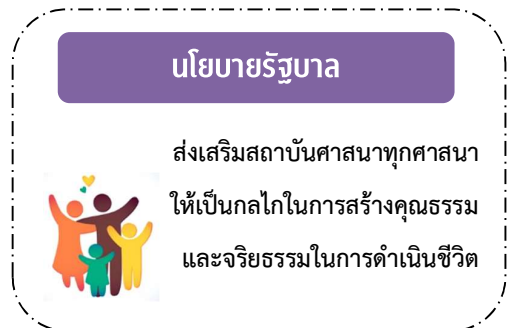 นโยบายรัฐบาล
ส่งเสริมสถาบันศาสนาทุกศาสนา
ให้เป็นกลไกในการสร้างคุณธรรม
และจริยธรรมในการดำเนินชีวิต